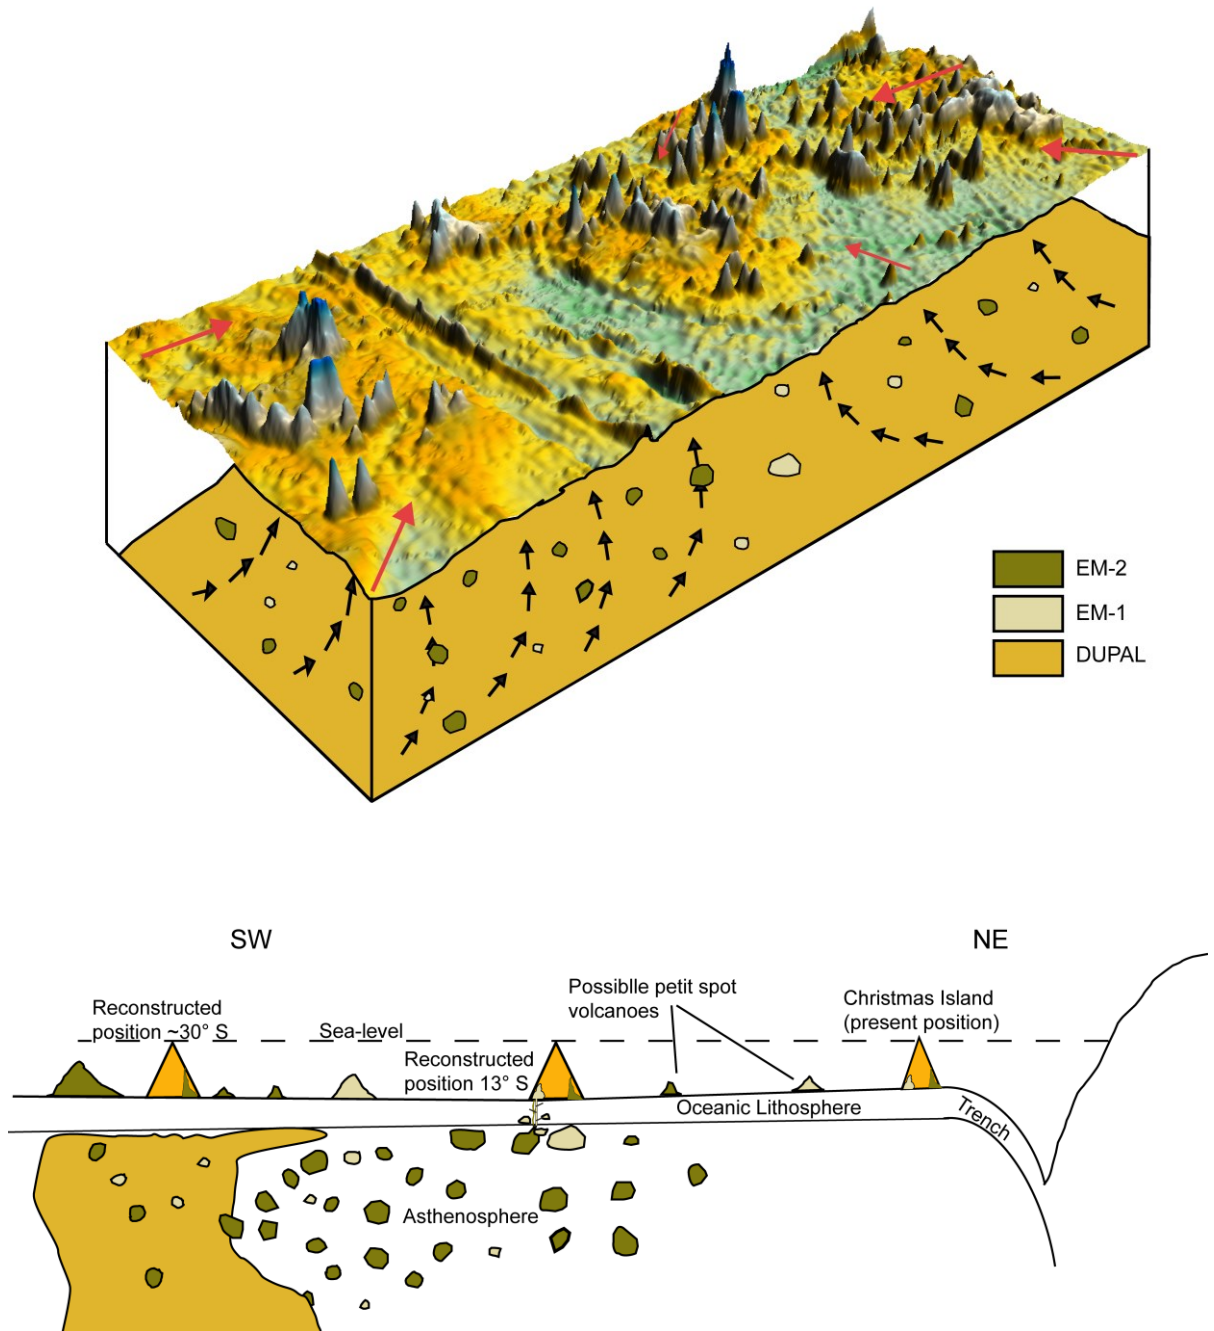 EM-2
EM-1
DUPAL
SW
NE
Reconstructed
position ~30° S
Sea-level
Reconstructed
position 13° S
Possiblle petit spot
volcanoes
Christmas Island
(present position)
Oceanic Lithosphere
Trench
Asthenosphere